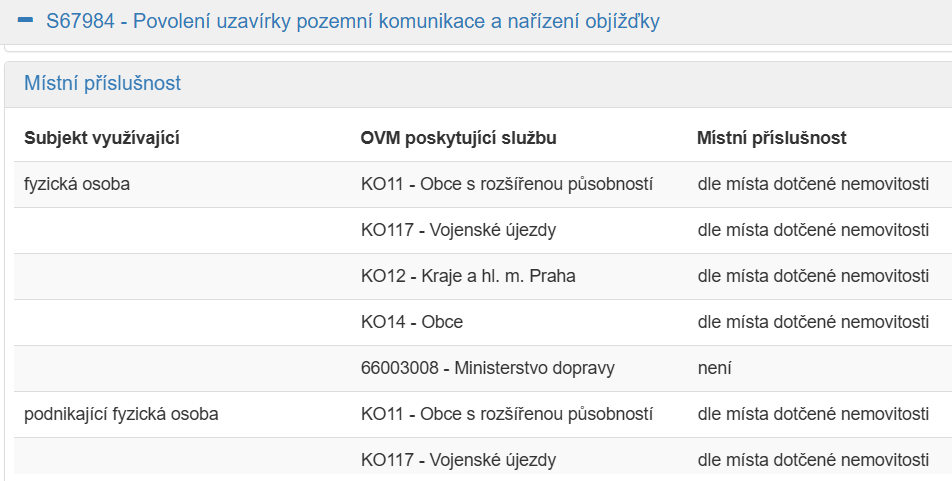 S67984 - Povolení uzavírky pozemní komunikace a nařízení objížďky
Místní příslušnost
Subjekt využívající OVM poskytující službu Místní příslušnost
fyzická osoba KO11 - Obce s rozšířenou působností dle místa dotčené nemovitosti
KO117 - Vojenské újezdy dle místa dotčené nemovitosti
KO12 - Kraje a hl. m. Praha dle místa dotčené nemovitosti
KO14 - Obce dle místa dotčené nemovitosti
66003008 - Ministerstvo dopravy není
podnikající fyzická osoba KO11 - Obce s rozšířenou působností dle místa dotčené nemovitosti
KO117 - Vojenské újezdy dle místa dotčené nemovitosti